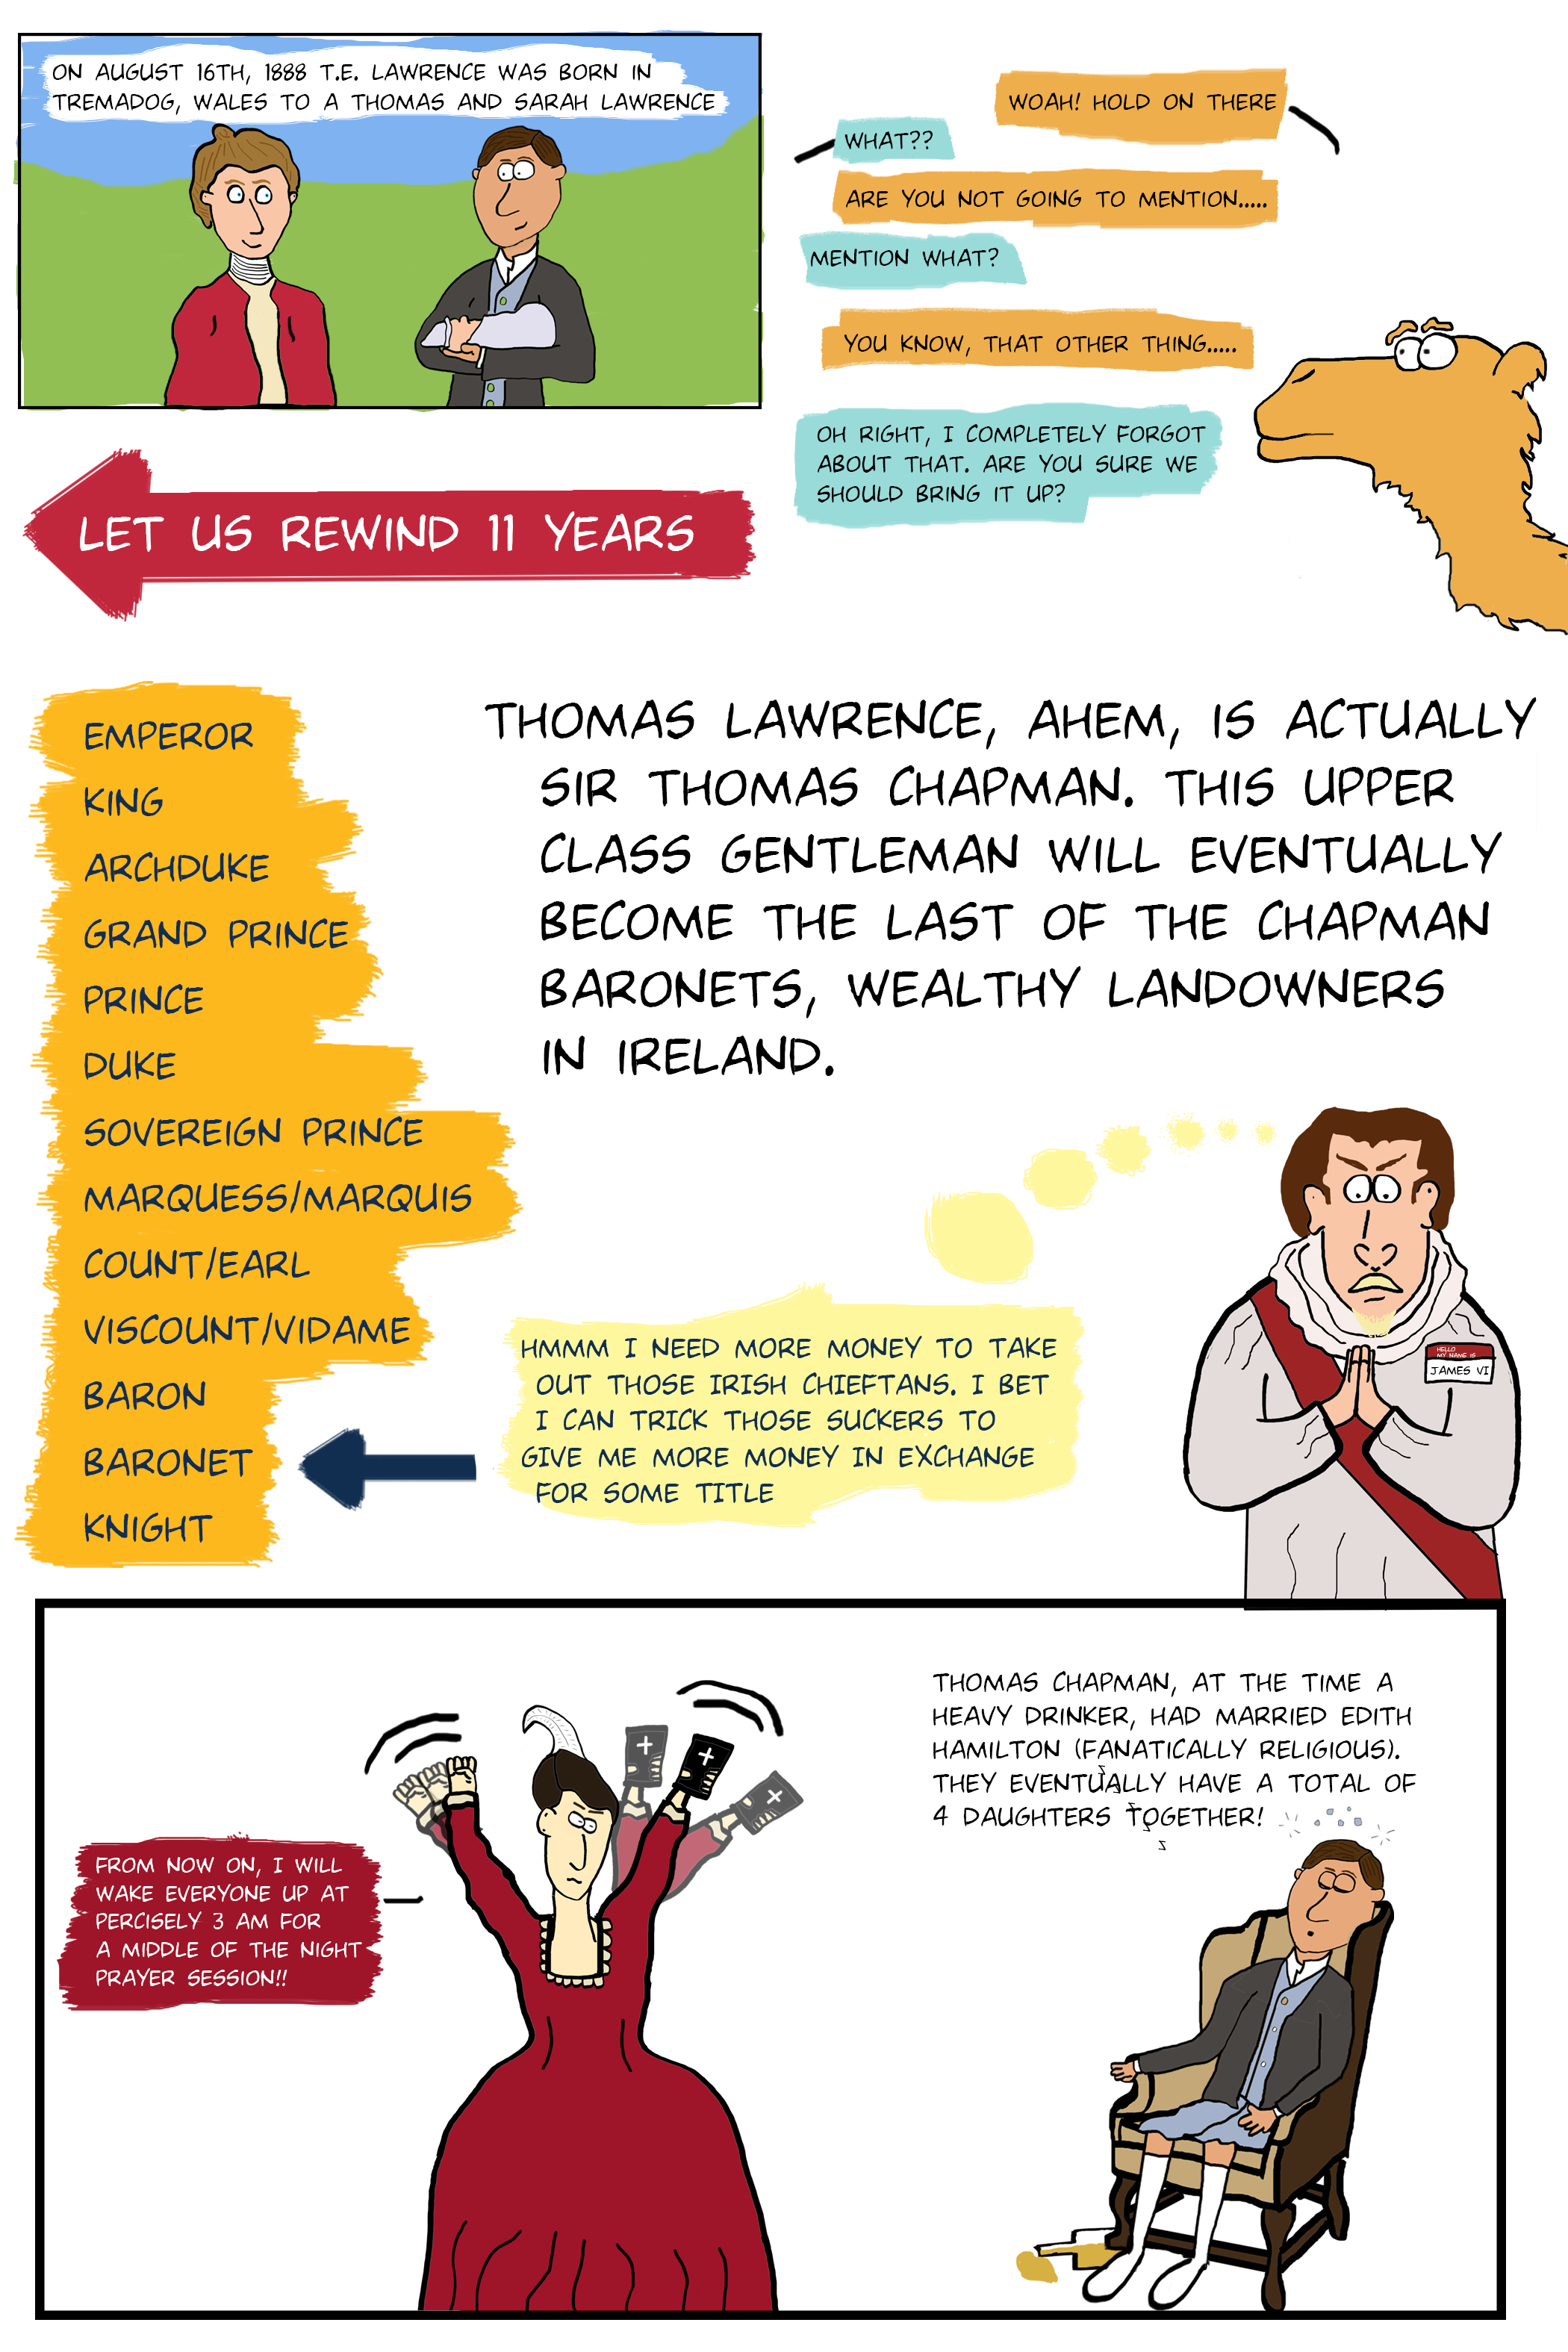 ON AUGUST 16TH, 1888 T.E. LAWRENCE WAS BORN IN
TREMADOG, WALES TO A THOMAS AND SARAH LAWRENCE
WOAH! HOLD ON THERE
WHAT??
ARE YOU NOT GOING TO MENTION.....
MENTION WHAT?
YOU KNOW, THAT OTHER THING.....
OH RIGHT, I COMPLETELY FORGOT
ABOUT THAT. ARE YOU SURE WE
SHOULD BRING IT UP?
LET US REWIND 11 YEARS
THOMAS LAWRENCE, AHEM, IS ACTUALLY
SIR THOMAS CHAPMAN. THIS UPPER
CLASS GENTLEMAN WILL EVENTUALLY
BECOME THE LAST OF THE CHAPMAN
BARONETS, WEALTHY LANDOWNERS
IN IRELAND.
EMPEROR
KING
ARCHDUKE
GRAND PRINCE
PRINCE
DUKE
SOVEREIGN PRINCE
MARQUESS/MARQUIS
COUNT/EARL
VISCOUNT/VIDAME
BARON
BARONET
KNIGHT
HMMM I NEED MORE MONEY TO TAKE
OUT THOSE IRISH CHIEFTANS. I BET
I CAN TRICK THOSE SUCKERS TO
GIVE ME MORE MONEY IN EXCHANGE
FOR SOME TITLE
HELLO
MY NAME IS
JAMES VI
THOMAS CHAPMAN, AT THE TIME A
HEAVY DRINKER, HAD MARRIED EDITH
HAMILTON (FANATICALLY RELIGIOUS).
THEY EVENTUALLY HAVE A TOTAL OF
4 DAUGHTERS TOGETHER!
Z
Z
Z
Z
Z
FROM NOW ON, I WILL
WAKE EVERYONE UP AT
PERCISELY 3 AM FOR
A MIDDLE OF THE NIGHT
PRAYER SESSION!!